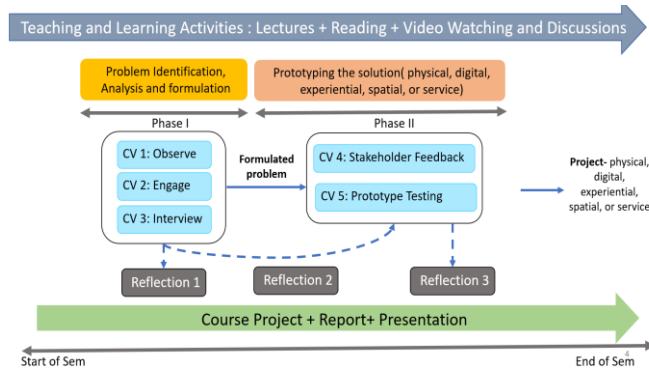 Teaching and Learning Activities : Lectures + Reading + Video Watching and Discussions
Problem Identification,
Analysis and formulation
Prototyping the solution( physical, digital,
experiential, spatial, or service)
Phase I
Phase II
CV 1: Observe
CV 2: Engage
CV 3: Interview
Formulated
problem
CV 4: Stakeholder Feedback
CV 5: Prototype Testing
Project- physical,
digital,
experiential,
spatial, or service
Reflection 1
Reflection 2
Reflection 3
Course Project + Report+ Presentation
Start of Sem
End of Sem
4